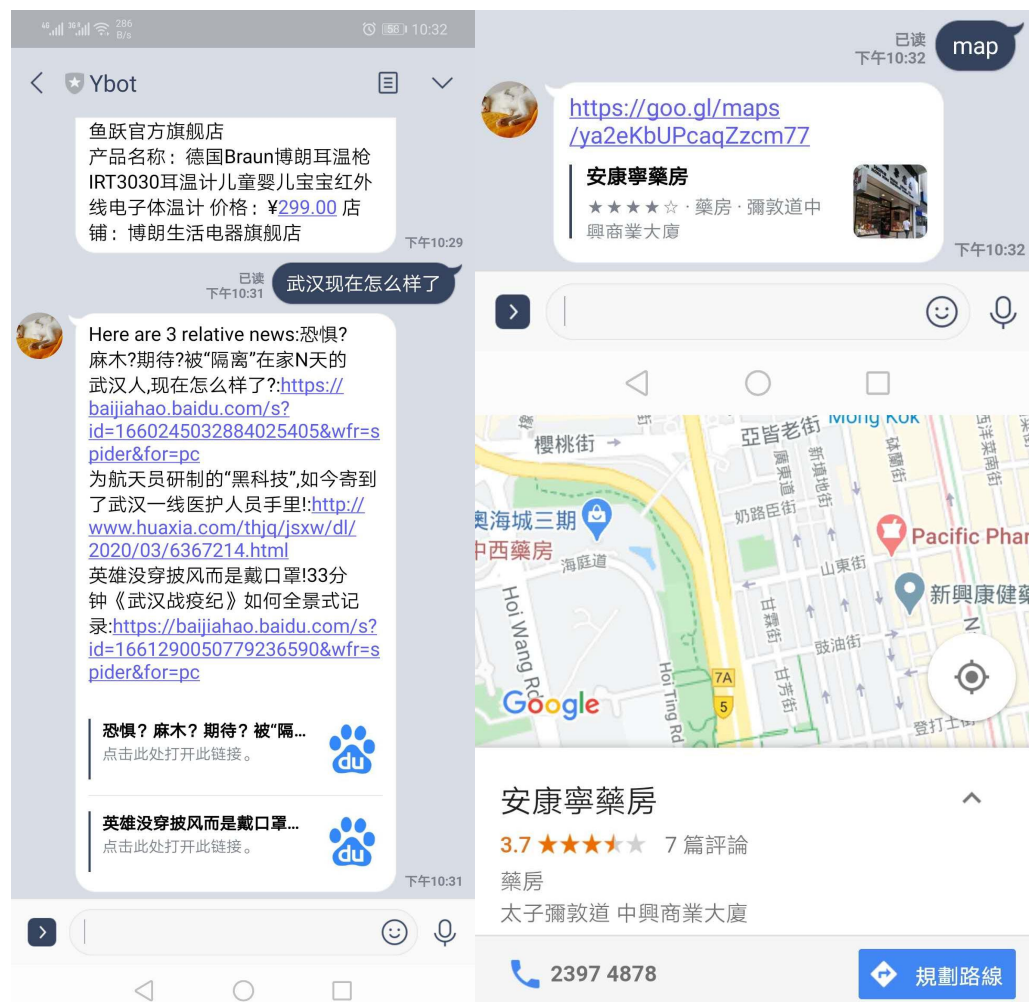 4G 3G 286 B/s 58 10:32
Ybot
鱼跃官方旗舰店
产品名称：德国Braun博朗耳温枪
IRT3030耳温计儿童婴儿宝宝红外
线电子体温计 价格：¥299.00 店
铺：博朗生活电器旗舰店
下午10:29
已读
下午10:31
武汉现在怎么样了
Here are 3 relative news:恐惧?
麻木?期待?被“隔离”在家N天的
武汉人,现在怎么样了?:https://
baijiahao.baidu.com/s?
id=1660245032884025405&wfr=s
pider&for=pc
为航天员研制的“黑科技”,如今寄到
了武汉一线医护人员手里!:http://
www.huaxia.com/thjq/jsxw/dl/
2020/03/6367214.html
英雄没穿披风而是戴口罩!33分
钟《武汉战疫纪》如何全景式记
录:https://baijiahao.baidu.com/s?
id=1661290050779236590&wfr=s
pider&for=pc
恐惧？麻木？期待？被“隔...
点击此处打开此链接。
du
英雄没穿披风而是戴口罩...
点击此处打开此链接。
du
下午10:31
已读
下午10:32
map
https://goo.gl/maps
/ya2eKbUPcaqZzcm77
安康寧藥房
★★★★☆ · 藥房 · 彌敦道中
興商業大廈
下午10:32
Mong Kok
櫻桃街
亞皆老街
砵蘭街
西洋菜南街
廣東道
新填地街
奶路臣街
奧海城三期
中西藥房
海庭道
Pacific Phar
山東街
新興康健藥
Hoi Wang Rd
甘霖街
豉油街
N
Google
Hoi Ting Rd
7A
5
甘芳街
登打士街
安康寧藥房
3.7 ★★★★★ 7 篇評論
藥房
太子彌敦道 中興商業大廈
2397 4878
規劃路線